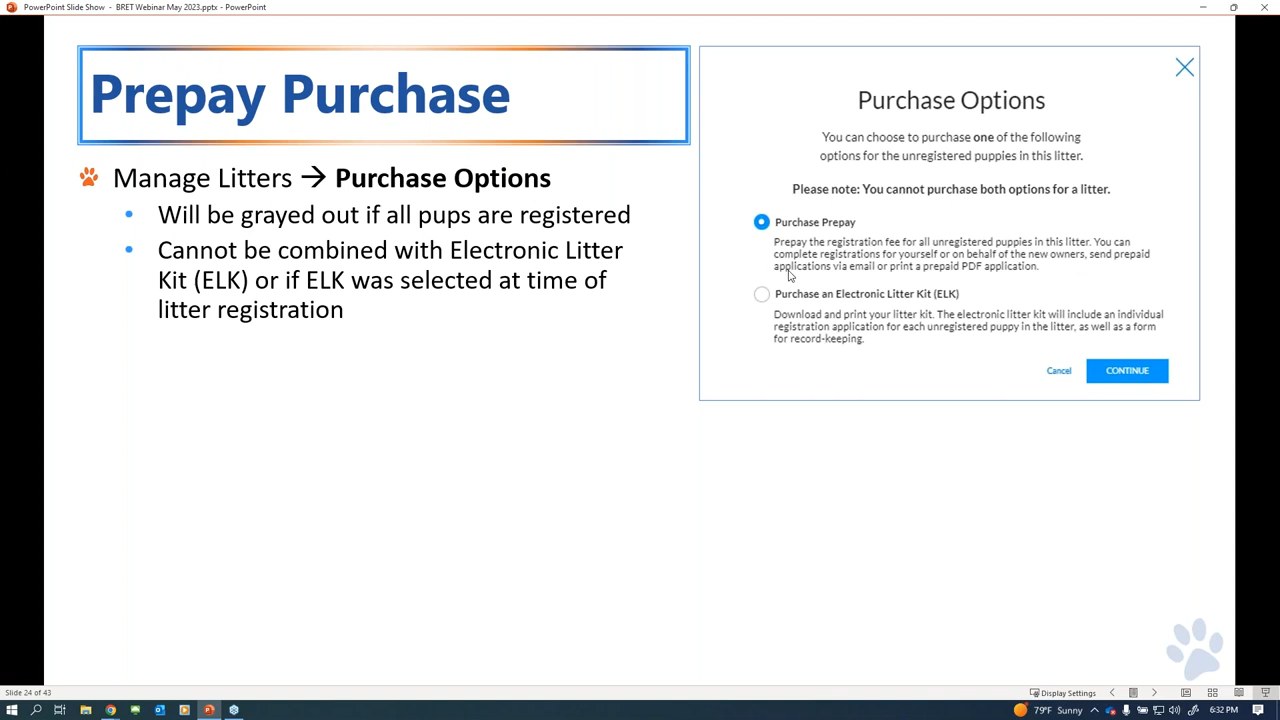 PowerPoint Slide Show - BRET Webinar May 2023.pptx - PowerPoint
Prepay Purchase
Manage Litters → Purchase Options
Will be grayed out if all pups are registered
Cannot be combined with Electronic Litter
Kit (ELK) or if ELK was selected at time of
litter registration
Purchase Options
You can choose to purchase one of the following
options for the unregistered puppies in this litter.
Please note: You cannot purchase both options for a litter.
Purchase Prepay
Prepay the registration fee for all unregistered puppies in this litter. You can
complete registrations for yourself or on behalf of the new owners, send prepaid
applications via email or print a prepaid PDF application.
Purchase an Electronic Litter Kit (ELK)
Download and print your litter kit. The electronic litter kit will include an individual
registration application for each unregistered puppy in the litter, as well as a form
for record-keeping.
Cancel CONTINUE
Slide 24 of 43 Display Settings
79°F Sunny 6:32 PM